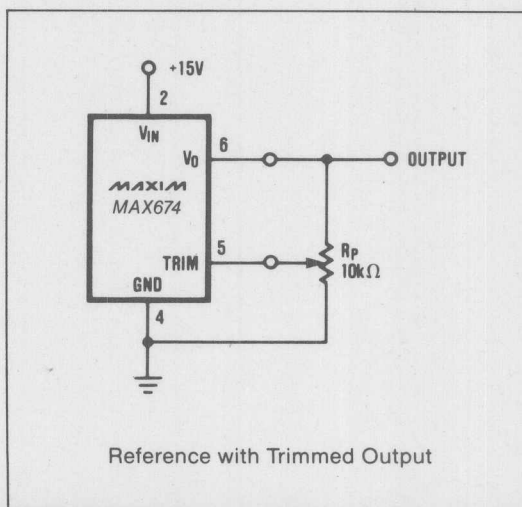 +15V
2
VIN
VO
6
OUTPUT
MAXIM
MAX674
TRIM
5
RP
10kΩ
GND
4
Reference with Trimmed Output